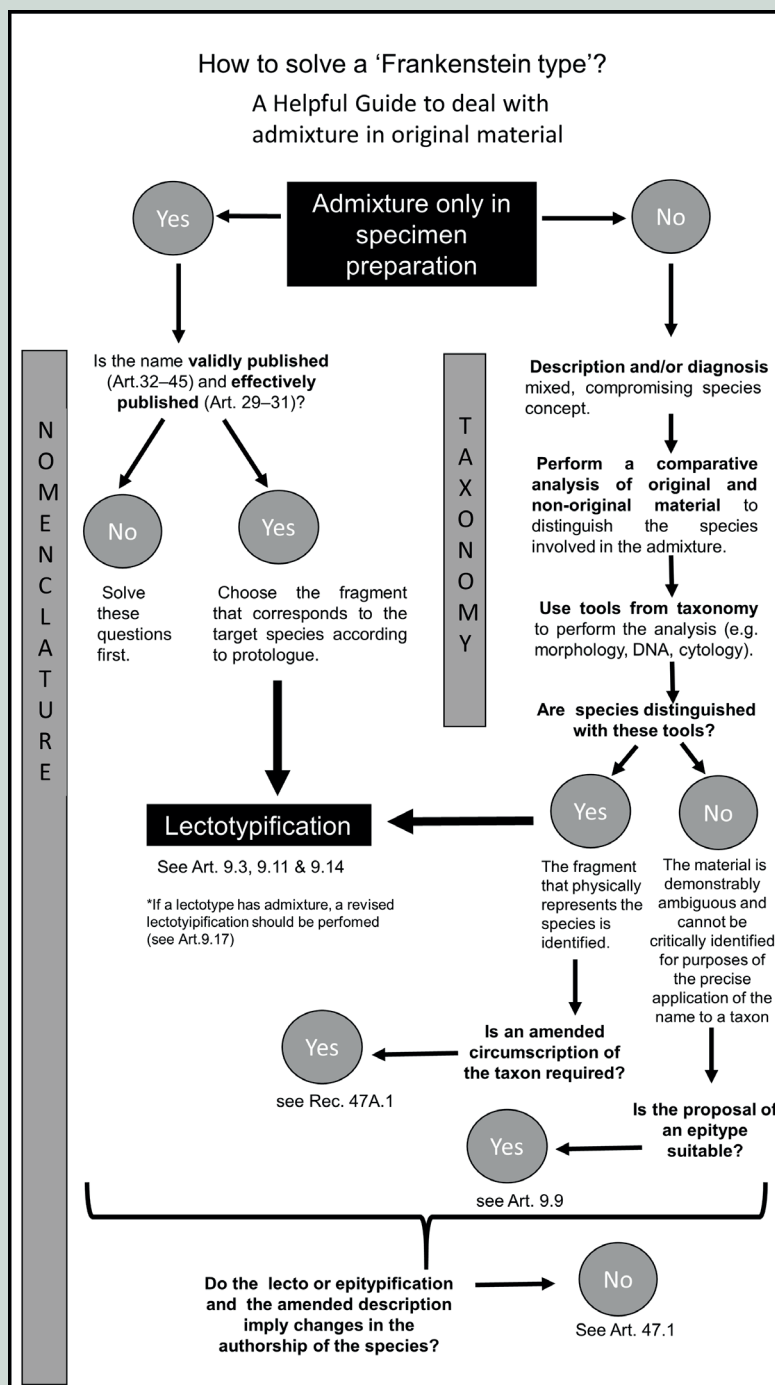 How to solve a ‘Frankenstein type’?
A Helpful Guide to deal with
admixture in original material
Yes
Admixture only in
specimen
preparation
No
NOMENCLATURE
Is the name validly published
(Art.32–45) and effectively
published (Art. 29–31)?
No
Solve
these
questions
first.
Yes
Choose the fragment
that corresponds to the
target species according
to protologue.
Lectotypification
See Art. 9.3, 9.11 & 9.14
*If a lectotype has admixture, a revised
lectotyipification should be perfomed
(see Art.9.17)
TAXONOMY
Description and/or diagnosis
mixed, compromising species
concept.
Perform a comparative
analysis of original and
non-original material to
distinguish the species
involved in the admixture.
Use tools from taxonomy
to perform the analysis (e.g.
morphology, DNA, cytology).
Are species distinguished
with these tools?
Yes
The fragment
that physically
represents the
species is
identified.
No
The material is
demonstrably
ambiguous and
cannot be
critically identified
for purposes of
the precise
application of the
name to a taxon
Is an amended
circumscription of
the taxon required?
Yes
see Rec. 47A.1
Is the proposal of
an epitype
suitable?
Yes
see Art. 9.9
Do the lecto or epitypification
and the amended description
imply changes in the
authorship of the species?
No
See Art. 47.1